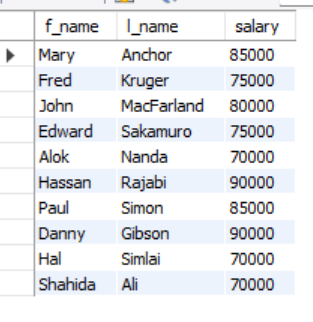 f_name l_name salary
Mary Anchor 85000
Fred Kruger 75000
John MacFarland 80000
Edward Sakamuro 75000
Alok Nanda 70000
Hassan Rajabi 90000
Paul Simon 85000
Danny Gibson 90000
Hal Simlai 70000
Shahida Ali 70000